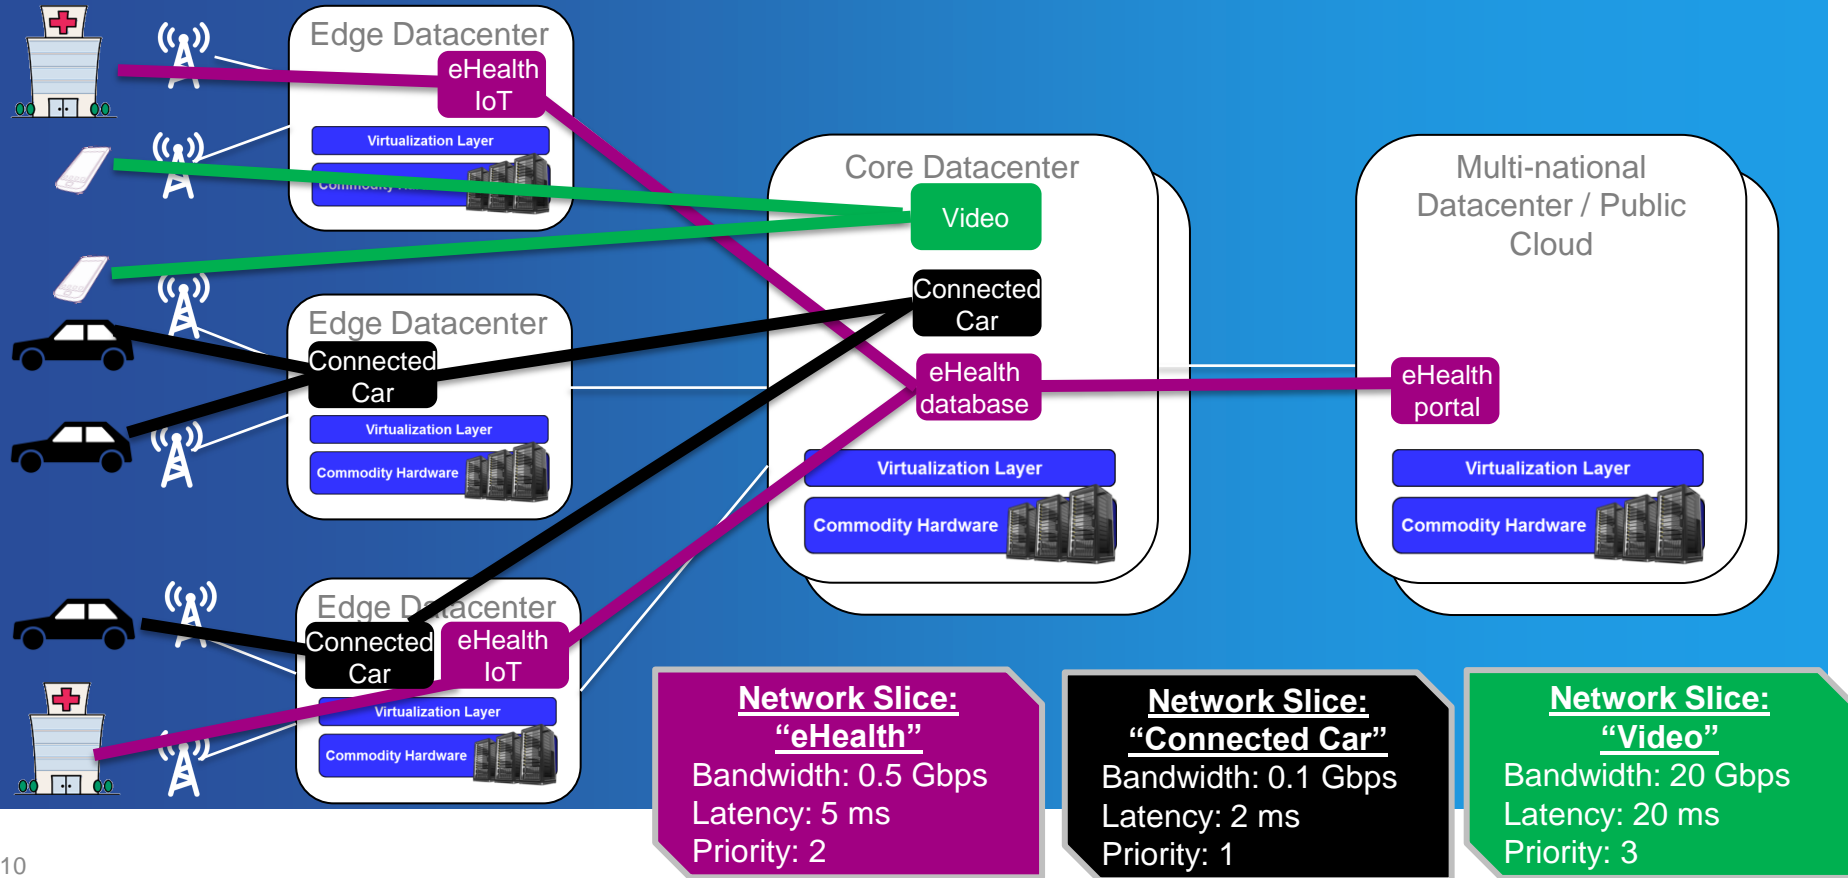 Edge Datacenter
eHealth
IoT
Virtualization Layer
Commodity Hardware
Edge Datacenter
Connected
Car
Virtualization Layer
Commodity Hardware
Edge Datacenter
Connected
Car
eHealth
IoT
Virtualization Layer
Commodity Hardware
Core Datacenter
Video
Connected
Car
eHealth
database
Virtualization Layer
Commodity Hardware
Multi-national
Datacenter / Public
Cloud
eHealth
portal
Virtualization Layer
Commodity Hardware
Network Slice:
“eHealth”
Bandwidth: 0.5 Gbps
Latency: 5 ms
Priority: 2
Network Slice:
“Connected Car”
Bandwidth: 0.1 Gbps
Latency: 2 ms
Priority: 1
Network Slice:
“Video”
Bandwidth: 20 Gbps
Latency: 20 ms
Priority: 3
10